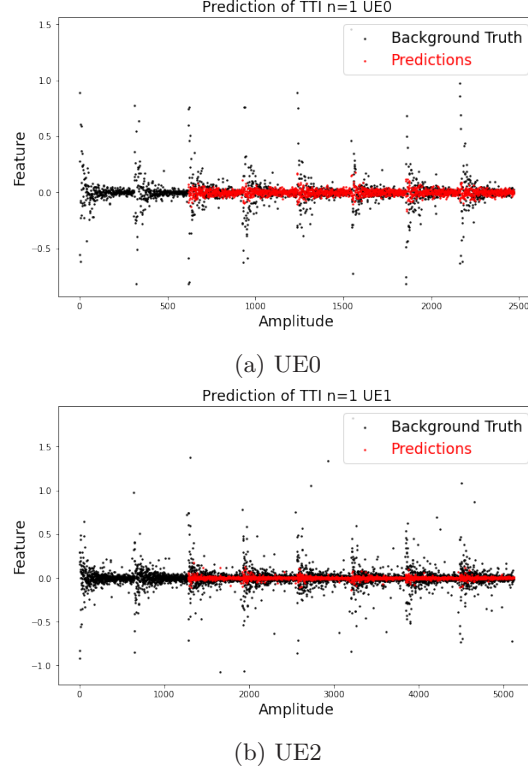 Prediction of TTI n=1 UE0
1.5
1.0
0.5
0.0
−0.5
Feature
Background Truth
Predictions
0 500 1000 1500 2000 2500
Amplitude
(a) UE0
Prediction of TTI n=1 UE1
1.5
1.0
0.5
0.0
−0.5
−1.0
Feature
Background Truth
Predictions
0 1000 2000 3000 4000 5000
Amplitude
(b) UE2